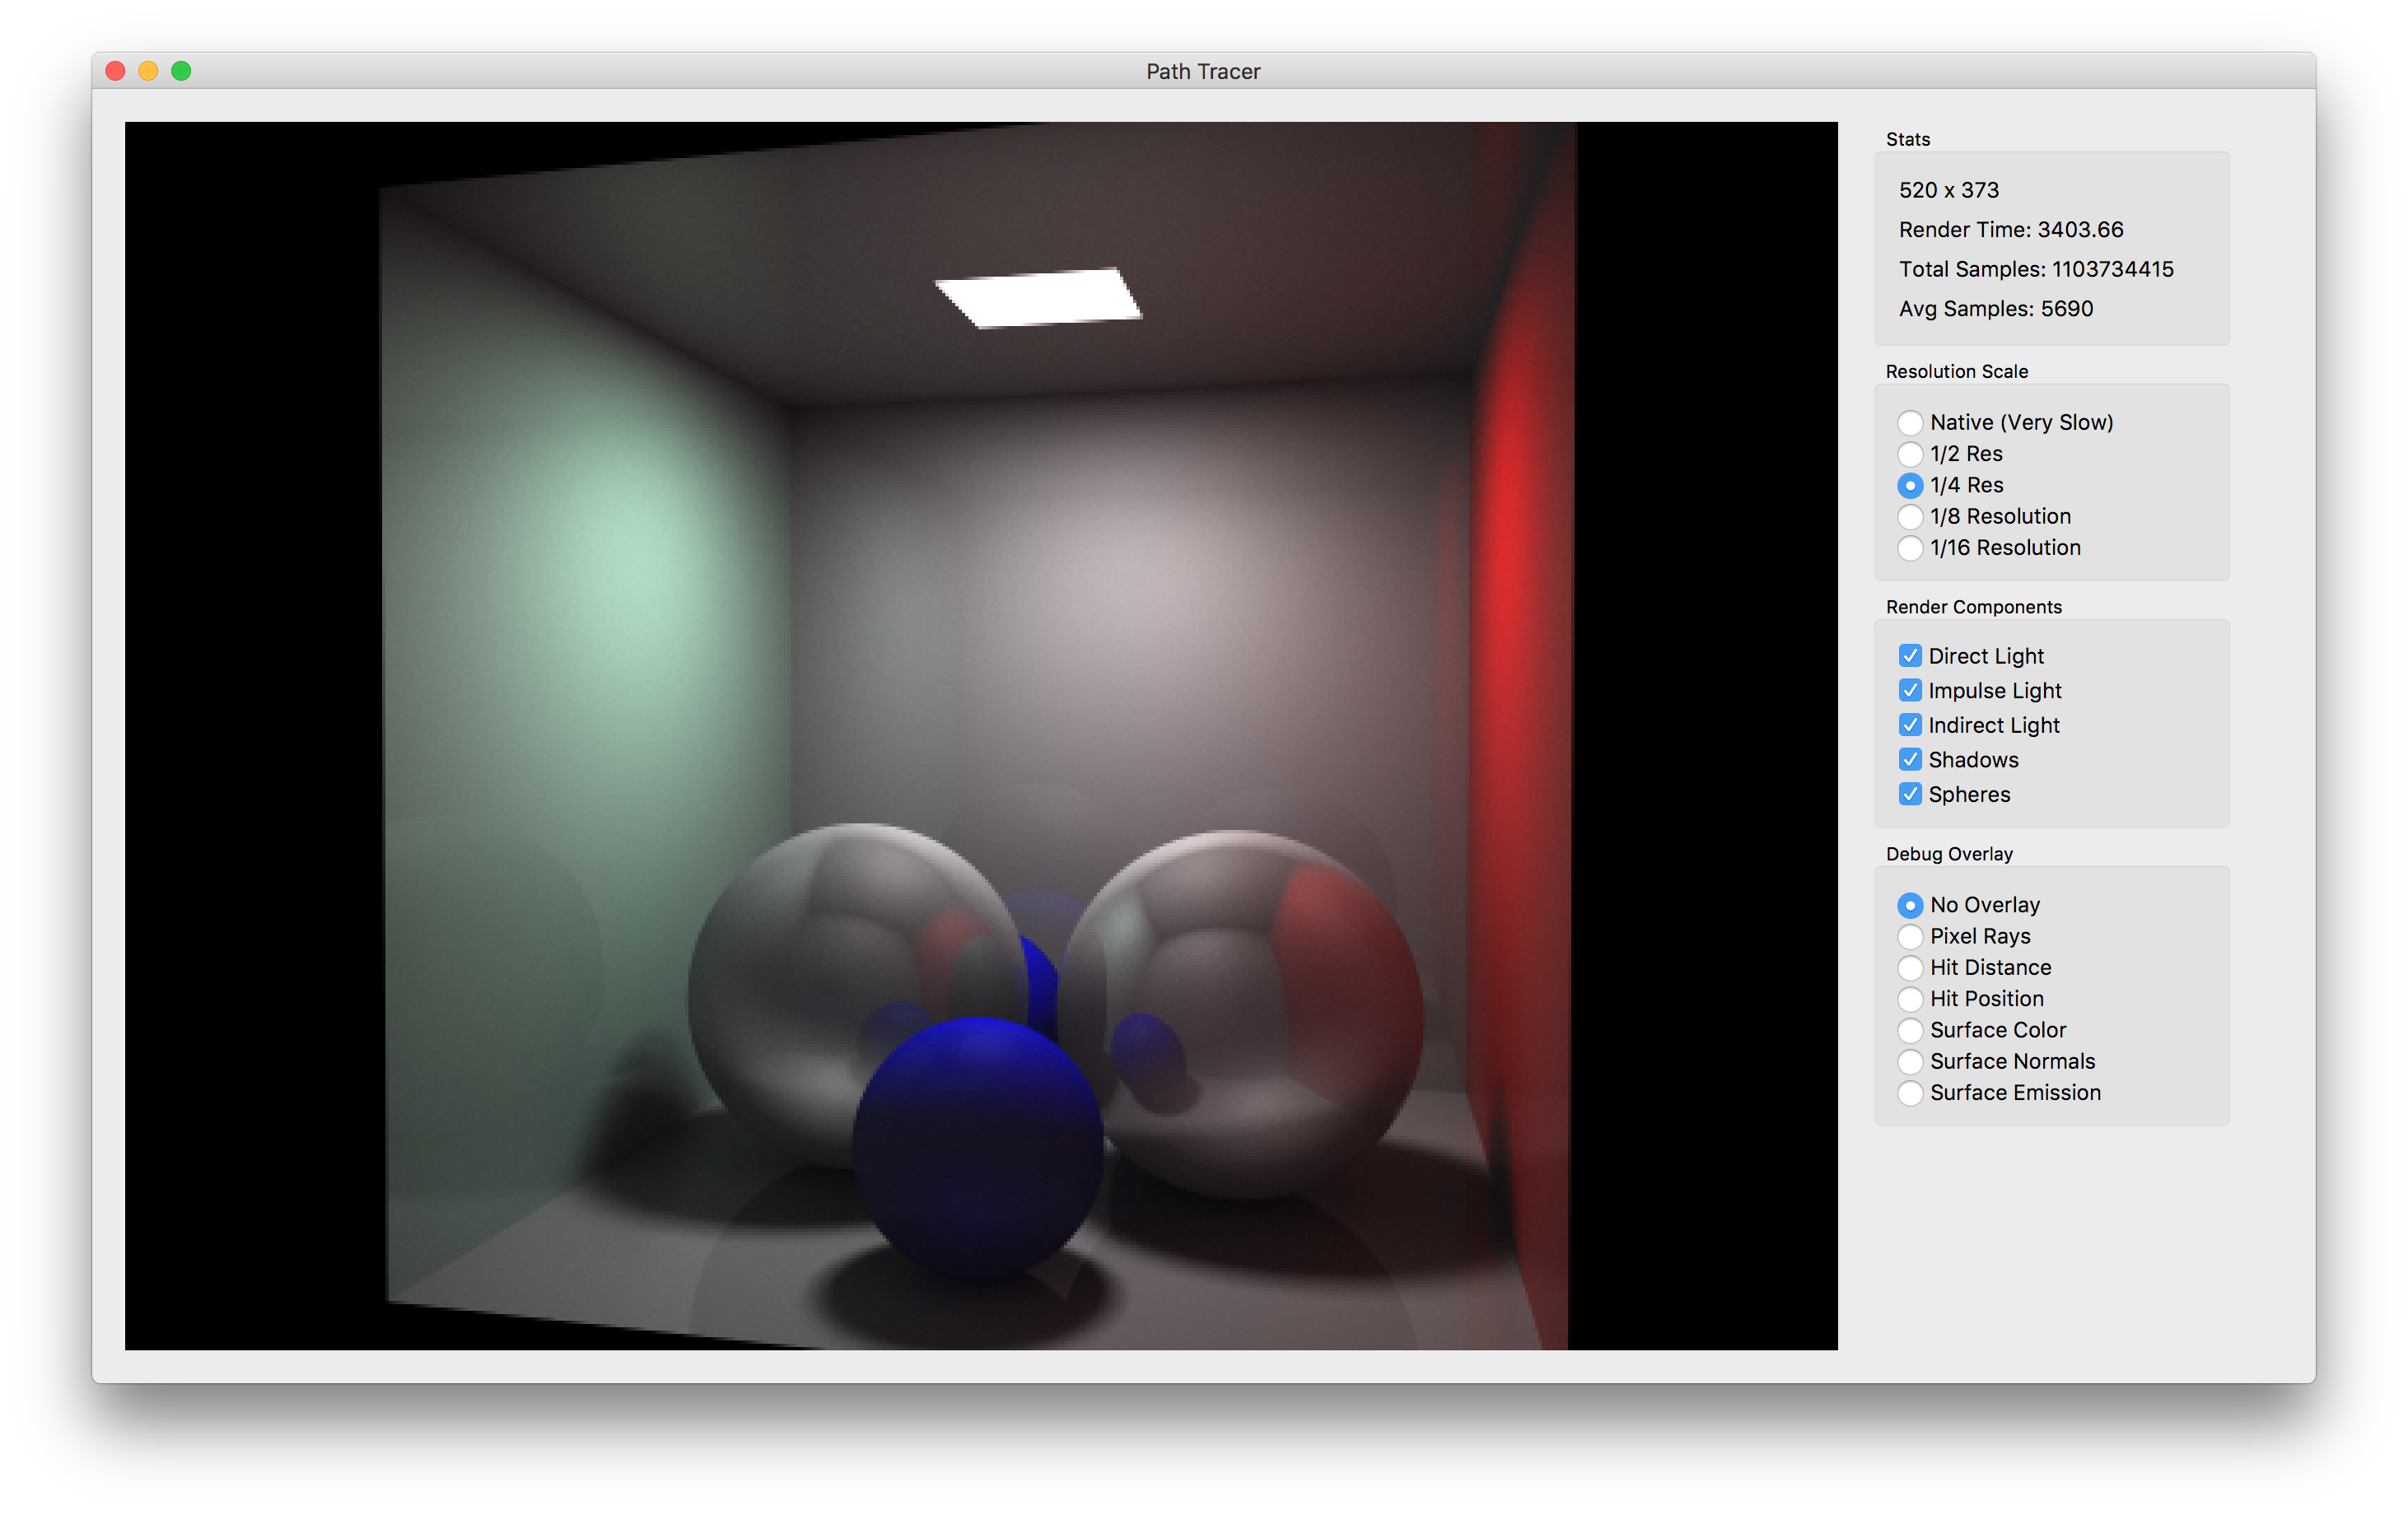 Path Tracer
Stats
520 x 373
Render Time: 3403.66
Total Samples: 1103734415
Avg Samples: 5690
Resolution Scale
Native (Very Slow)
1/2 Res
1/4 Res
1/8 Resolution
1/16 Resolution
Render Components
Direct Light
Impulse Light
Indirect Light
Shadows
Spheres
Debug Overlay
No Overlay
Pixel Rays
Hit Distance
Hit Position
Surface Color
Surface Normals
Surface Emission